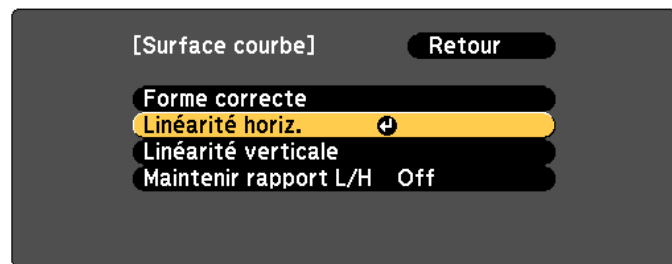 [Surface courbe] Retour
Forme correcte
Linéarité horiz.
Linéarité verticale
Maintenir rapport L/H Off